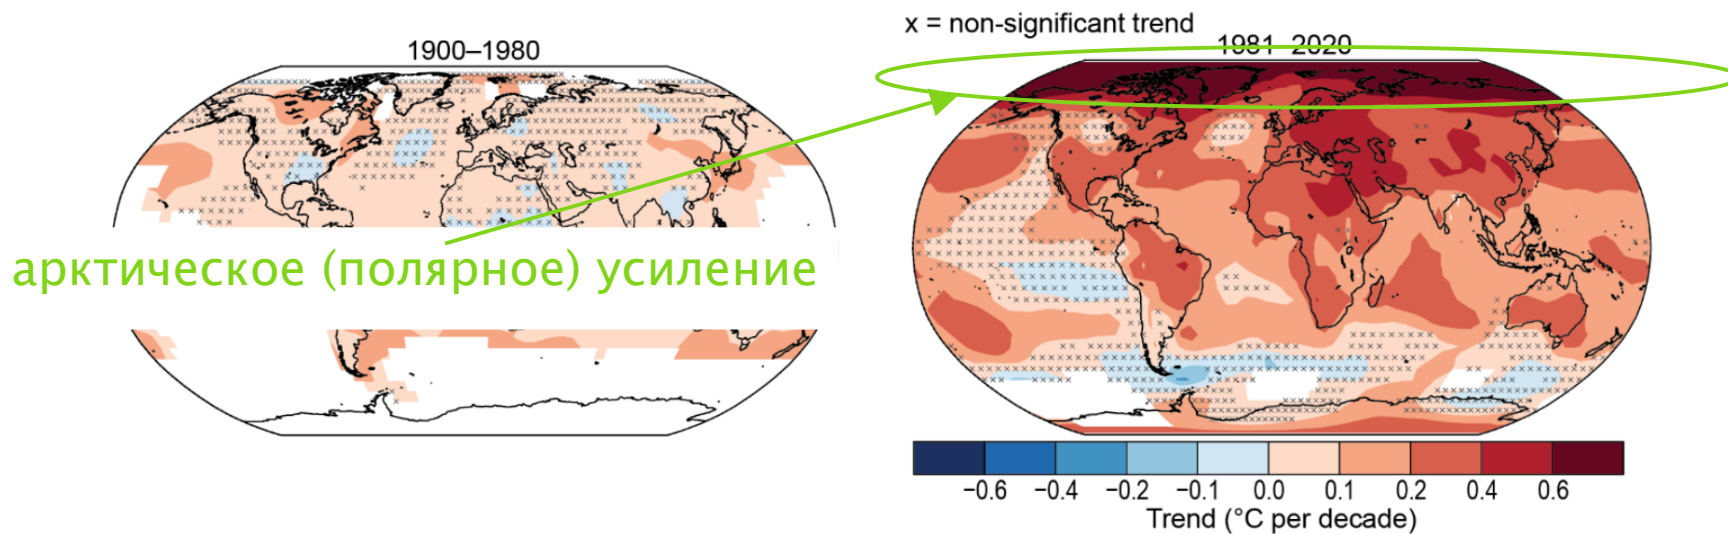 x = non-significant trend
1900–1980
1981–2020
арктическое (полярное) усиление
−0.6 −0.4 −0.2 −0.1 0.0 0.1 0.2 0.4 0.6
Trend (°C per decade)